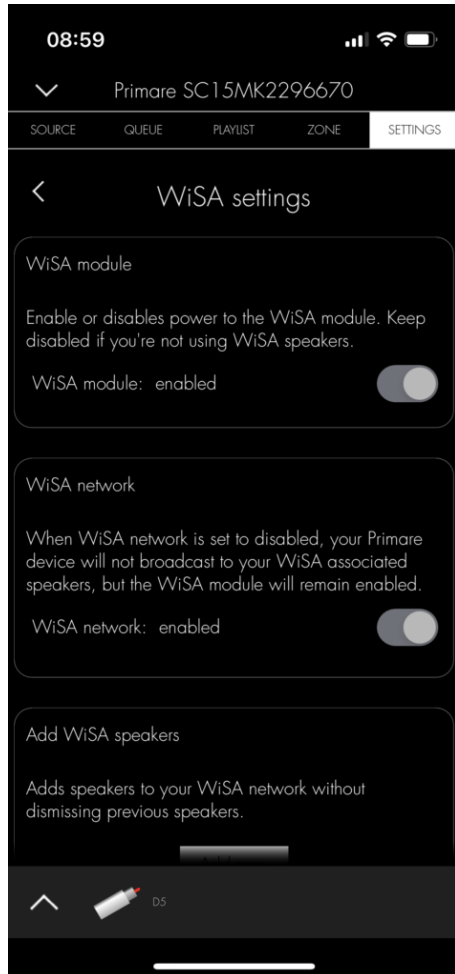 08:59
Primare SC15MK2296670
SOURCE QUEUE PLAYLIST ZONE SETTINGS
WiSA settings
WiSA module
Enable or disables power to the WiSA module. Keep
disabled if you're not using WiSA speakers.
WiSA module: enabled
WiSA network
When WiSA network is set to disabled, your Primare
device will not broadcast to your WiSA associated
speakers, but the WiSA module will remain enabled.
WiSA network: enabled
Add WiSA speakers
Adds speakers to your WiSA network without
dismissing previous speakers.
D5